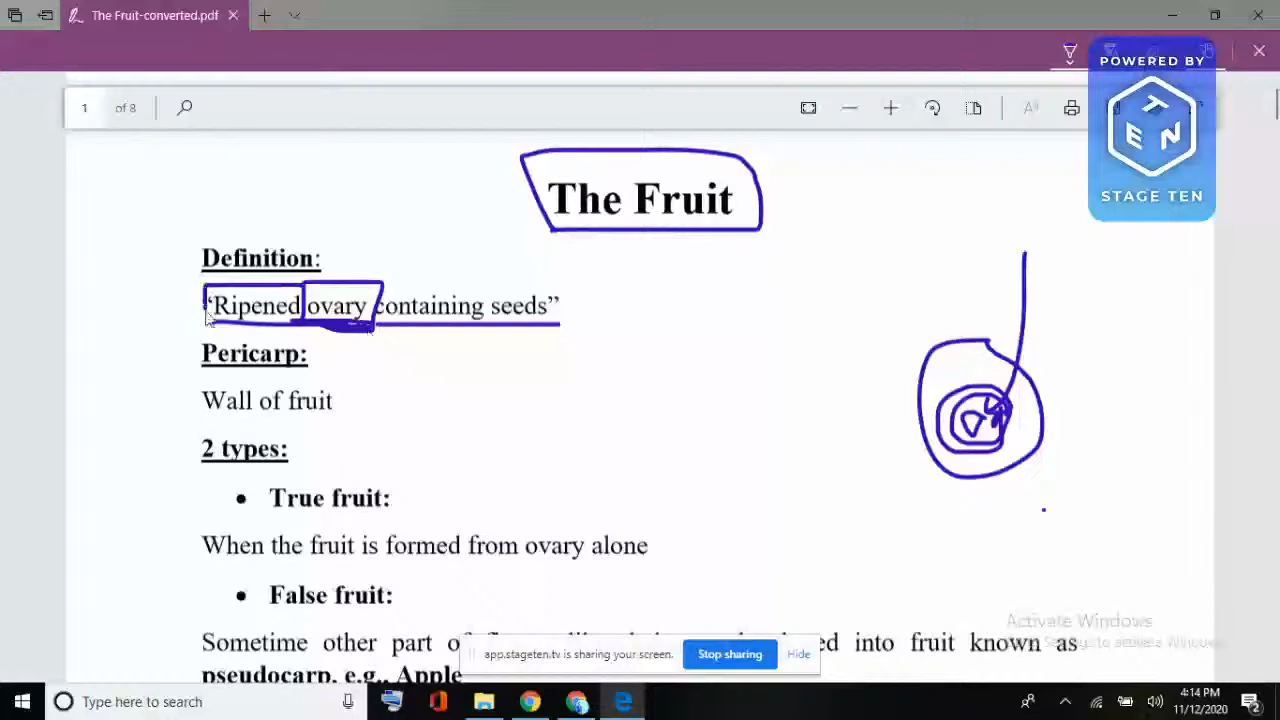 The Fruit-converted.pdf
POWERED BY
1 of 8
TEN
STAGE TEN
The Fruit
Definition:
“Ripened ovary containing seeds”
Pericarp:
Wall of fruit
2 types:
• True fruit:
When the fruit is formed from ovary alone
• False fruit:
Sometime other part into fruit known as
app.stageten.tv is sharing your screen. Stop sharing Hide
pseudocarp, e.g., Apple
Activate Windows
Type here to search
4:14 PM
11/12/2020
2